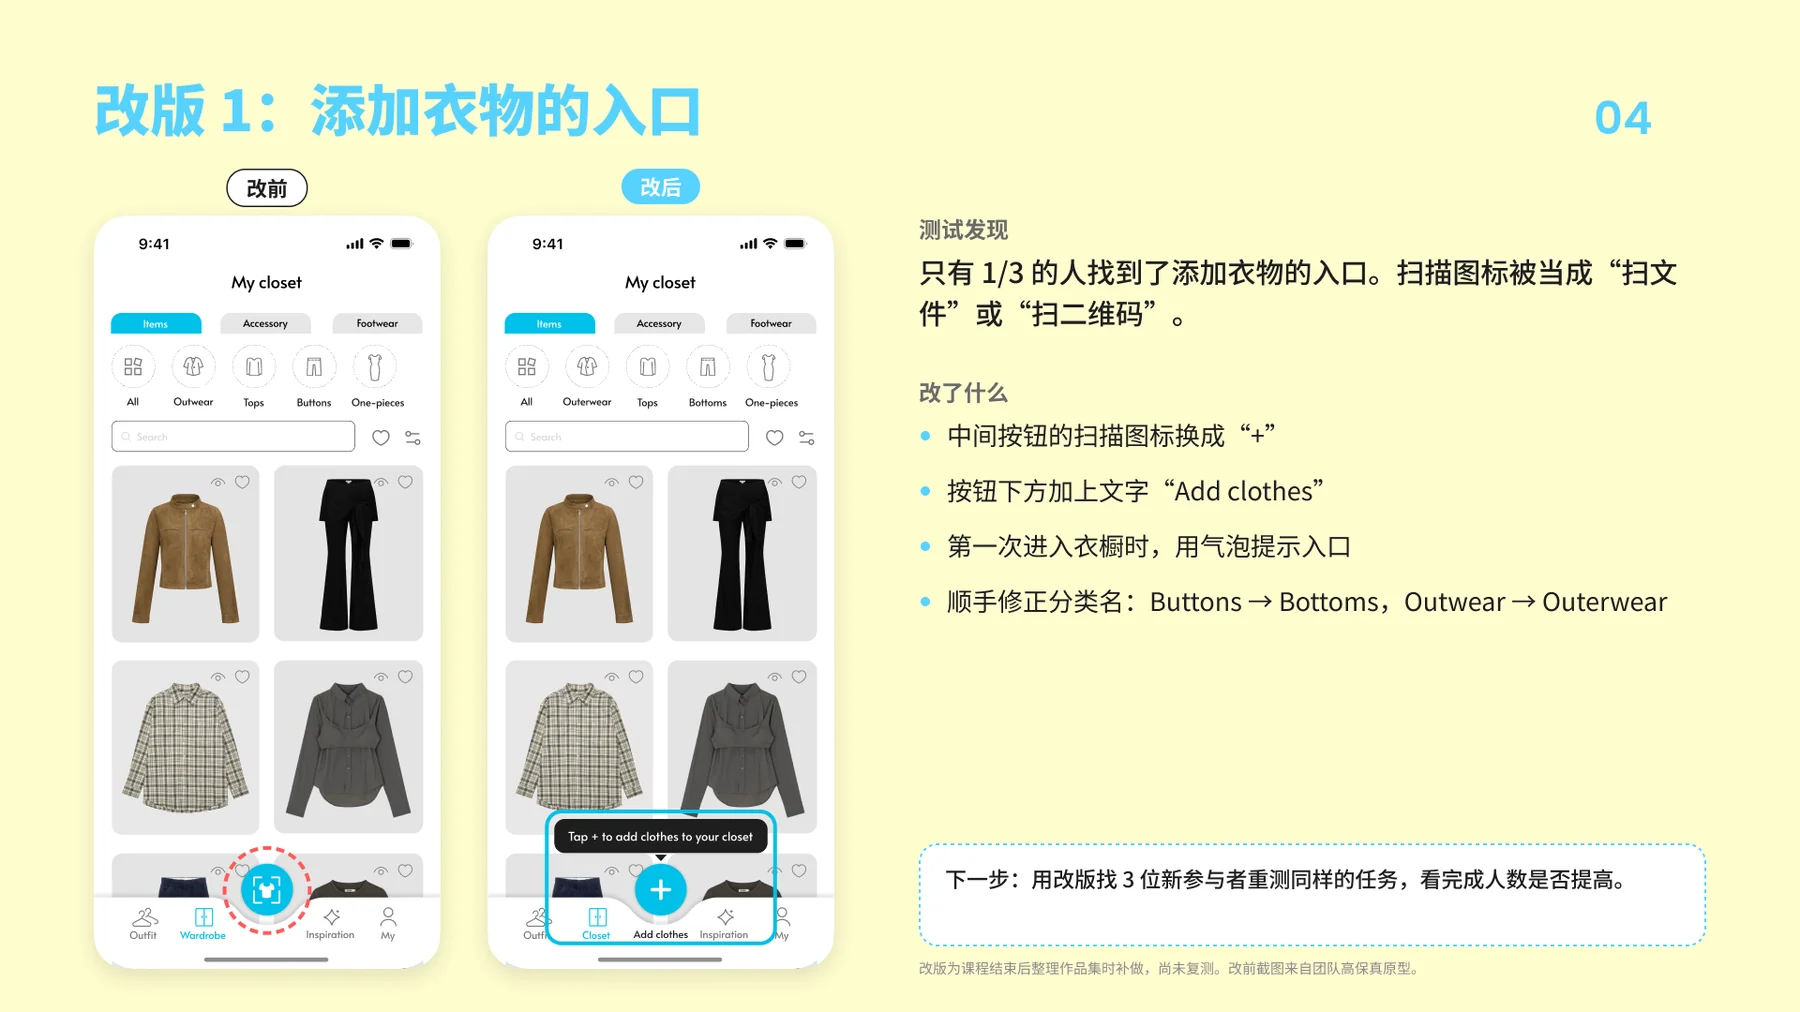 改版 1：添加衣物的入口
04
改前
9:41
My closet
Items
Accessory
Footwear
All
Outwear
Tops
Buttons
One-pieces
Search
Outfit
Wardrobe
Inspiration
My
改后
9:41
My closet
Items
Accessory
Footwear
All
Outerwear
Tops
Bottoms
One-pieces
Search
Tap + to add clothes to your closet
Outfit
Closet
Add clothes
Inspiration
My
测试发现
只有 1/3 的人找到了添加衣物的入口。扫描图标被当成“扫文
件”或“扫二维码”。
改了什么
• 中间按钮的扫描图标换成“+”
• 按钮下方加上文字“Add clothes”
• 第一次进入衣橱时，用气泡提示入口
• 顺手修正分类名：Buttons → Bottoms，Outwear → Outerwear
下一步：用改版找 3 位新参与者重测同样的任务，看完成人数是否提高。
改版为课程结束后整理作品集时补做，尚未复测。改前截图来自团队高保真原型。